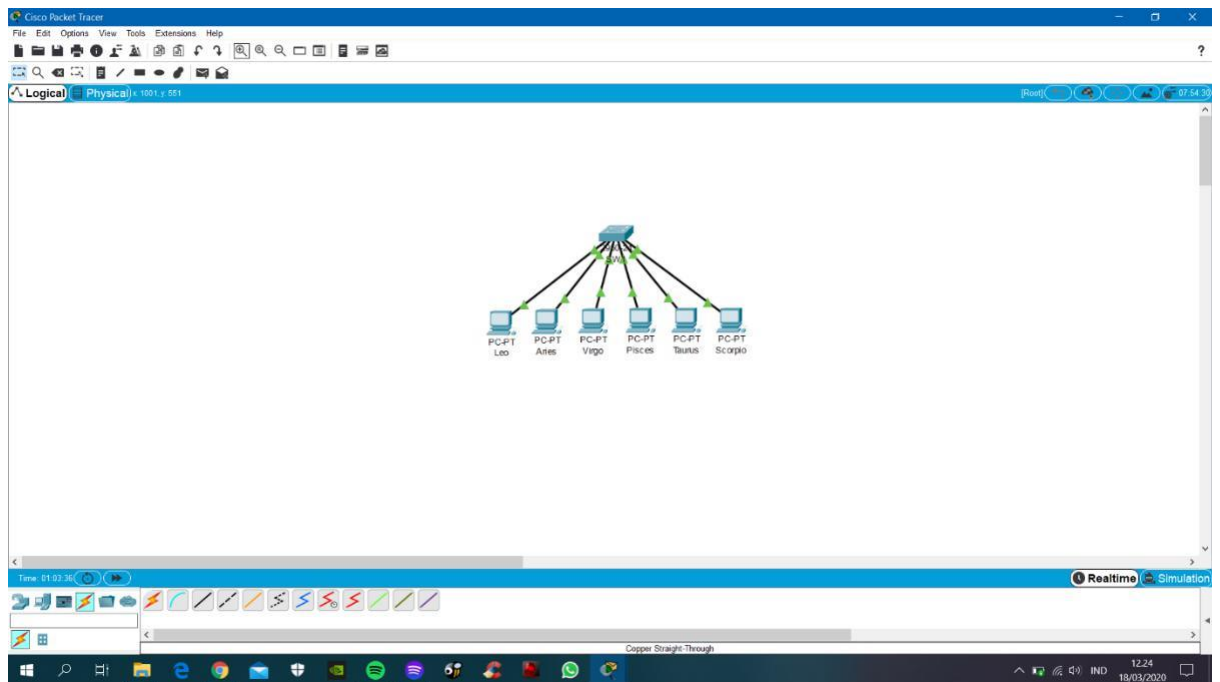 Cisco Packet Tracer
File Edit Options View Tools Extensions Help
?
Logical Physical x: 1001, y: 551
[Root] 07:54:30
PC-PT PC-PT PC-PT PC-PT PC-PT PC-PT
Leo Aries Virgo Pisces Taurus Scorpio
Time: 01:03:36
Realtime Simulation
Copper Straight-Through
IND
12.24
18/03/2020